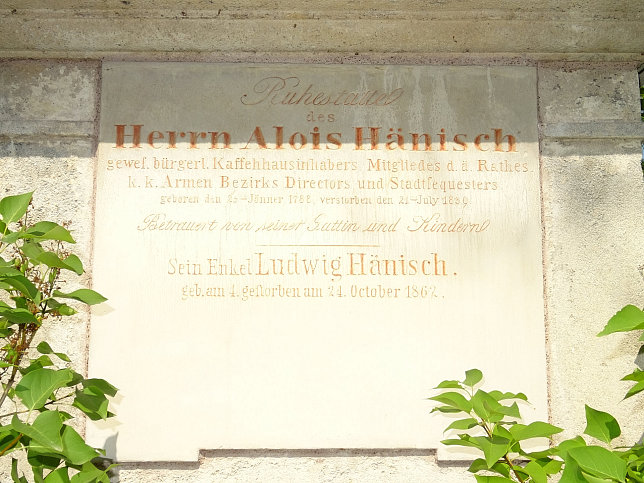 Ruhestätte
des
Herrn Alois Hänisch
gewes. bürgerl. Kaffehhausinhabers, Mitgliedes d. ä. Rathes
k. k. Armen Bezirks Directors und Stadtsequesters
geboren den Jänner verstorben den 21ten July
Betrauert von seiner Gattin und Kindern
Sein Enkel Ludwig Hänisch.
geb. am 4. gestorben am 24. October 1862.